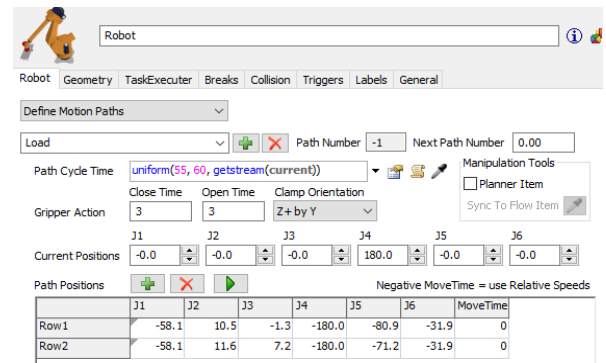 Robot
Robot Geometry TaskExecuter Breaks Collision Triggers Labels General
Define Motion Paths
Load Path Number -1 Next Path Number 0.00
Path Cycle Time uniform(55, 60, getstream(current)) Manipulation Tools
Planner Item
Close Time Open Time Clamp Orientation
Gripper Action 3 3 Z+ by Y Sync To Flow Item
J1 J2 J3 J4 J5 J6
Current Positions -0.0 -0.0 -0.0 180.0 -0.0 -0.0
Path Positions Negative MoveTime = use Relative Speeds
J1 J2 J3 J4 J5 J6 MoveTime
Row1 -58.1 10.5 -1.3 -180.0 -80.9 -31.9 0
Row2 -58.1 11.6 7.2 -180.0 -71.2 -31.9 0